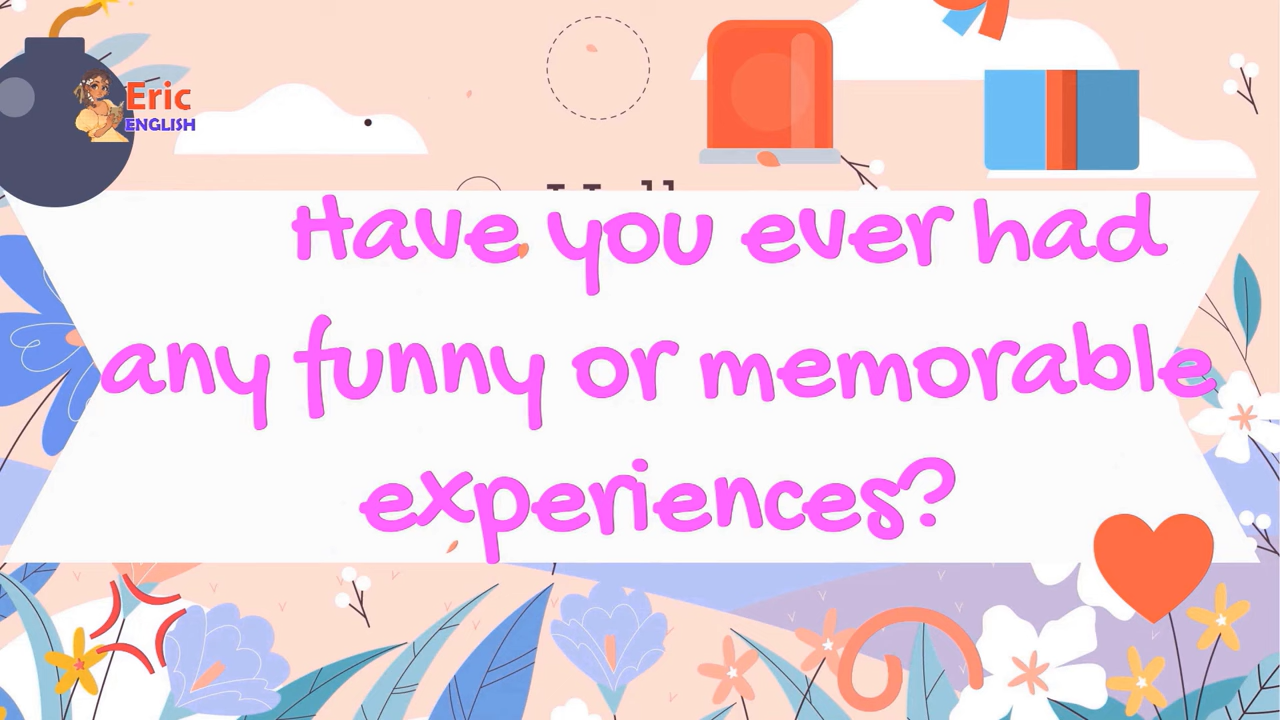 Eric
ENGLISH
Have you ever had
any funny or memorable
experiences?